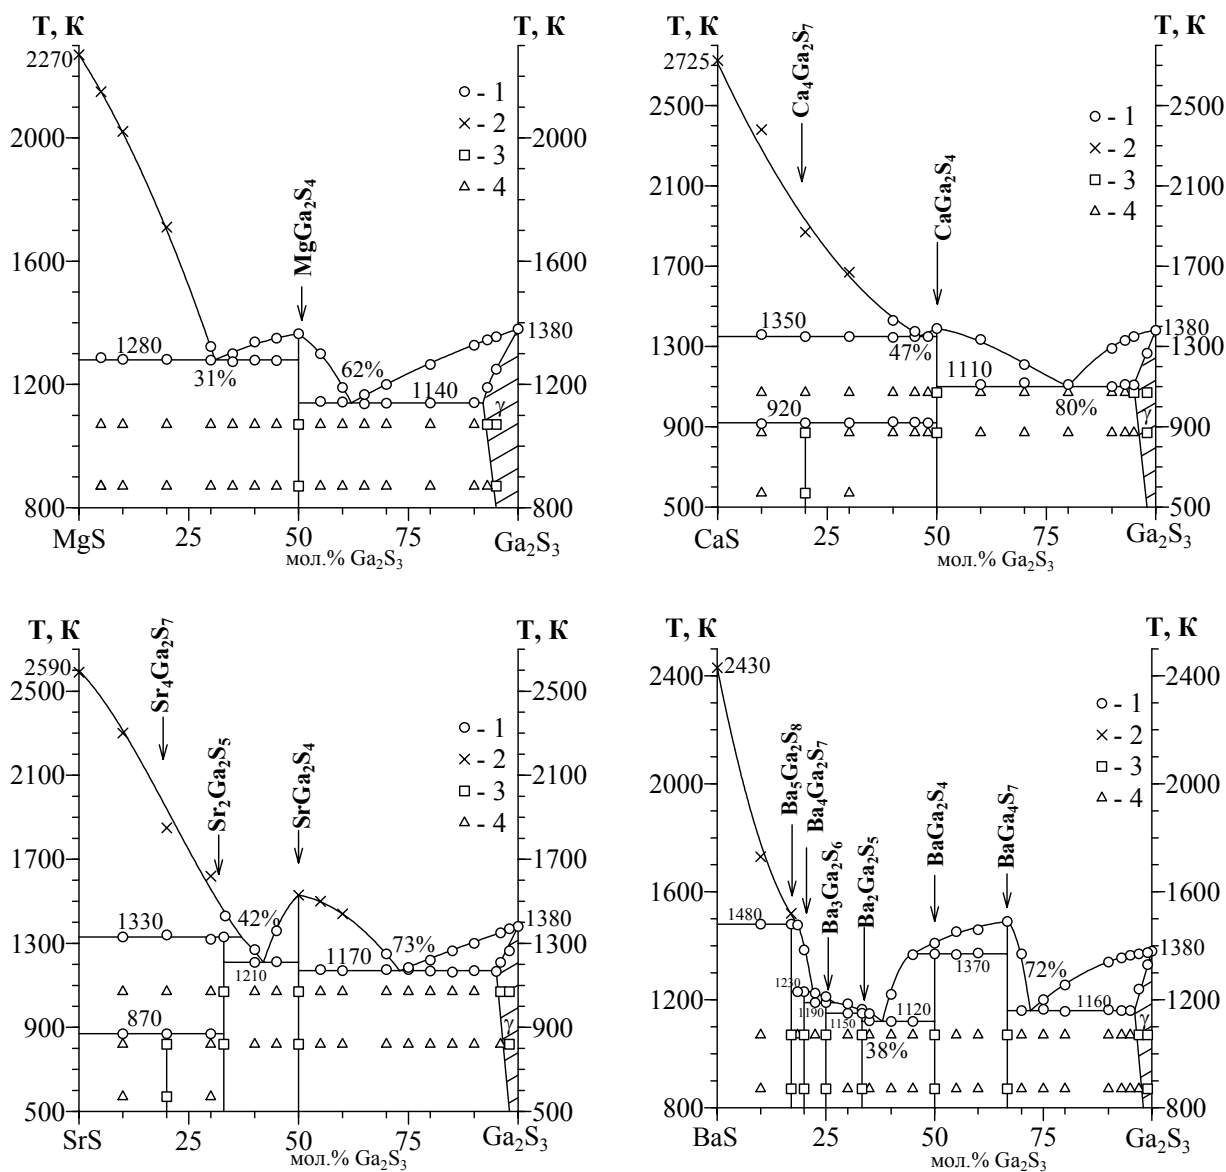 T, K
T, K
2270
2000
2000
1600
1600
1200
1200
800
800
1280
31%
62%
1140
1380
γ
MgGa₂S₄
- 1
- 2
- 3
- 4
MgS
25
50
75
Ga₂S₃
мол.% Ga₂S₃
T, K
T, K
2725
2500
2500
2100
2100
1700
1700
1300
1300
900
900
500
500
Ca₄Ga₂S₇
CaGa₂S₄
- 1
- 2
- 3
- 4
1350
47%
1110
920
80%
1380
γ
CaS
25
50
75
Ga₂S₃
мол.% Ga₂S₃
T, K
T, K
2590
2500
2500
2100
2100
1700
1700
1300
1300
900
900
500
500
Sr₄Ga₂S₇
Sr₂Ga₂S₅
SrGa₂S₄
- 1
- 2
- 3
- 4
1330
42%
1210
1170
73%
1380
870
γ
SrS
25
50
75
Ga₂S₃
мол.% Ga₂S₃
T, K
T, K
2430
2400
2400
2000
2000
1600
1600
1200
1200
800
800
Ba₅Ga₂S₈
Ba₄Ga₂S₇
Ba₃Ga₂S₆
Ba₂Ga₂S₅
BaGa₂S₄
BaGa₄S₇
- 1
- 2
- 3
- 4
1480
1230
1190
1150
1120
38%
1370
72%
1160
1380
γ
BaS
25
50
75
Ga₂S₃
мол.% Ga₂S₃